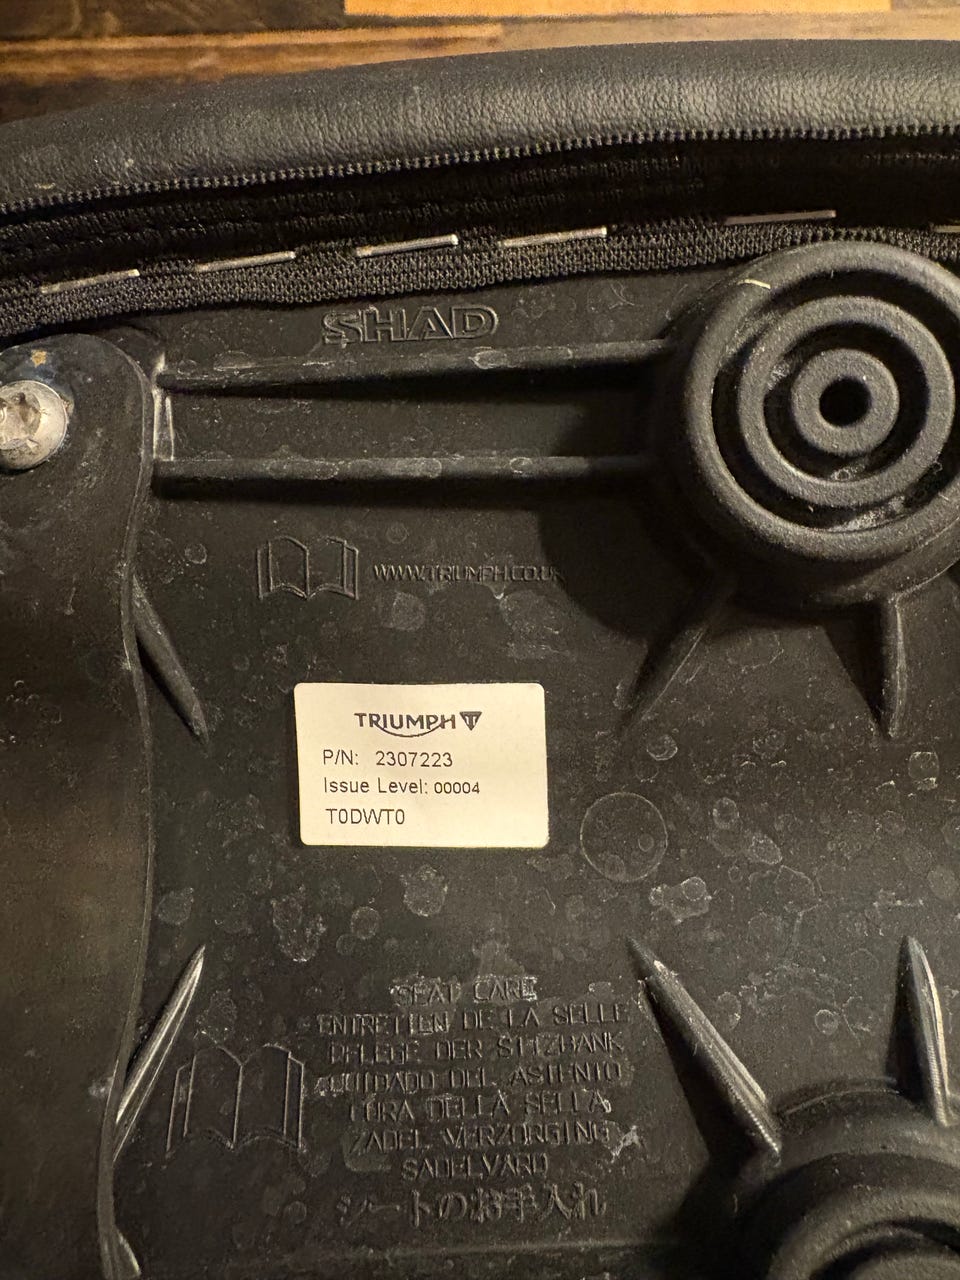 SHAD
WWW.TRIUMPH.CO.UK
TRIUMPH
P/N: 2307223
Issue Level: 00004
T0DWT0
SEAT CARE
ENTRETIEN DE LA SELLE
PFLEGE DER SITZBANK
CUIDADO DEL ASIENTO
CURA DELLA SELLA
ZADEL VERZORGING
SADELVARD
シートのお手入れ